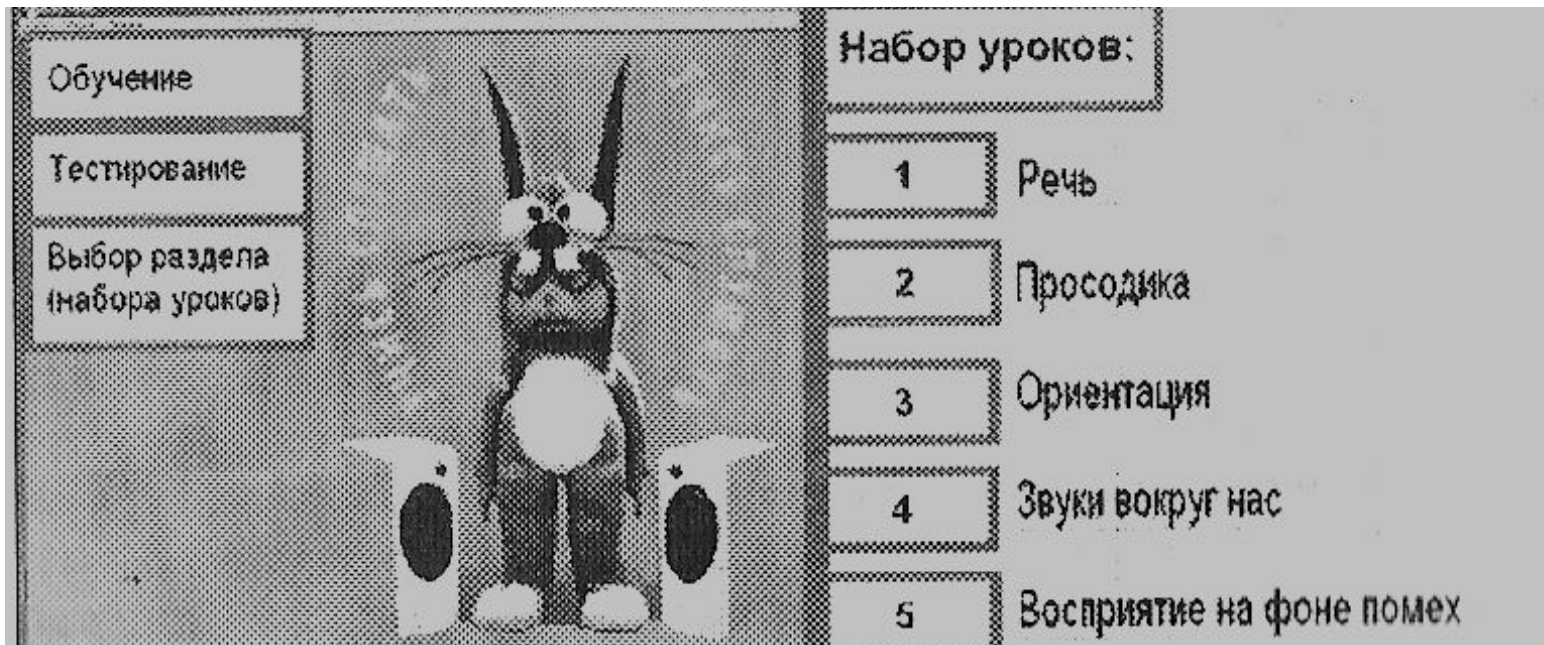 Обучение
Тестирование
Выбор раздела
(набора уроков)
Набор уроков:
1 Речь
2 Просодика
3 Ориентация
4 Звуки вокруг нас
5 Восприятие на фоне помех